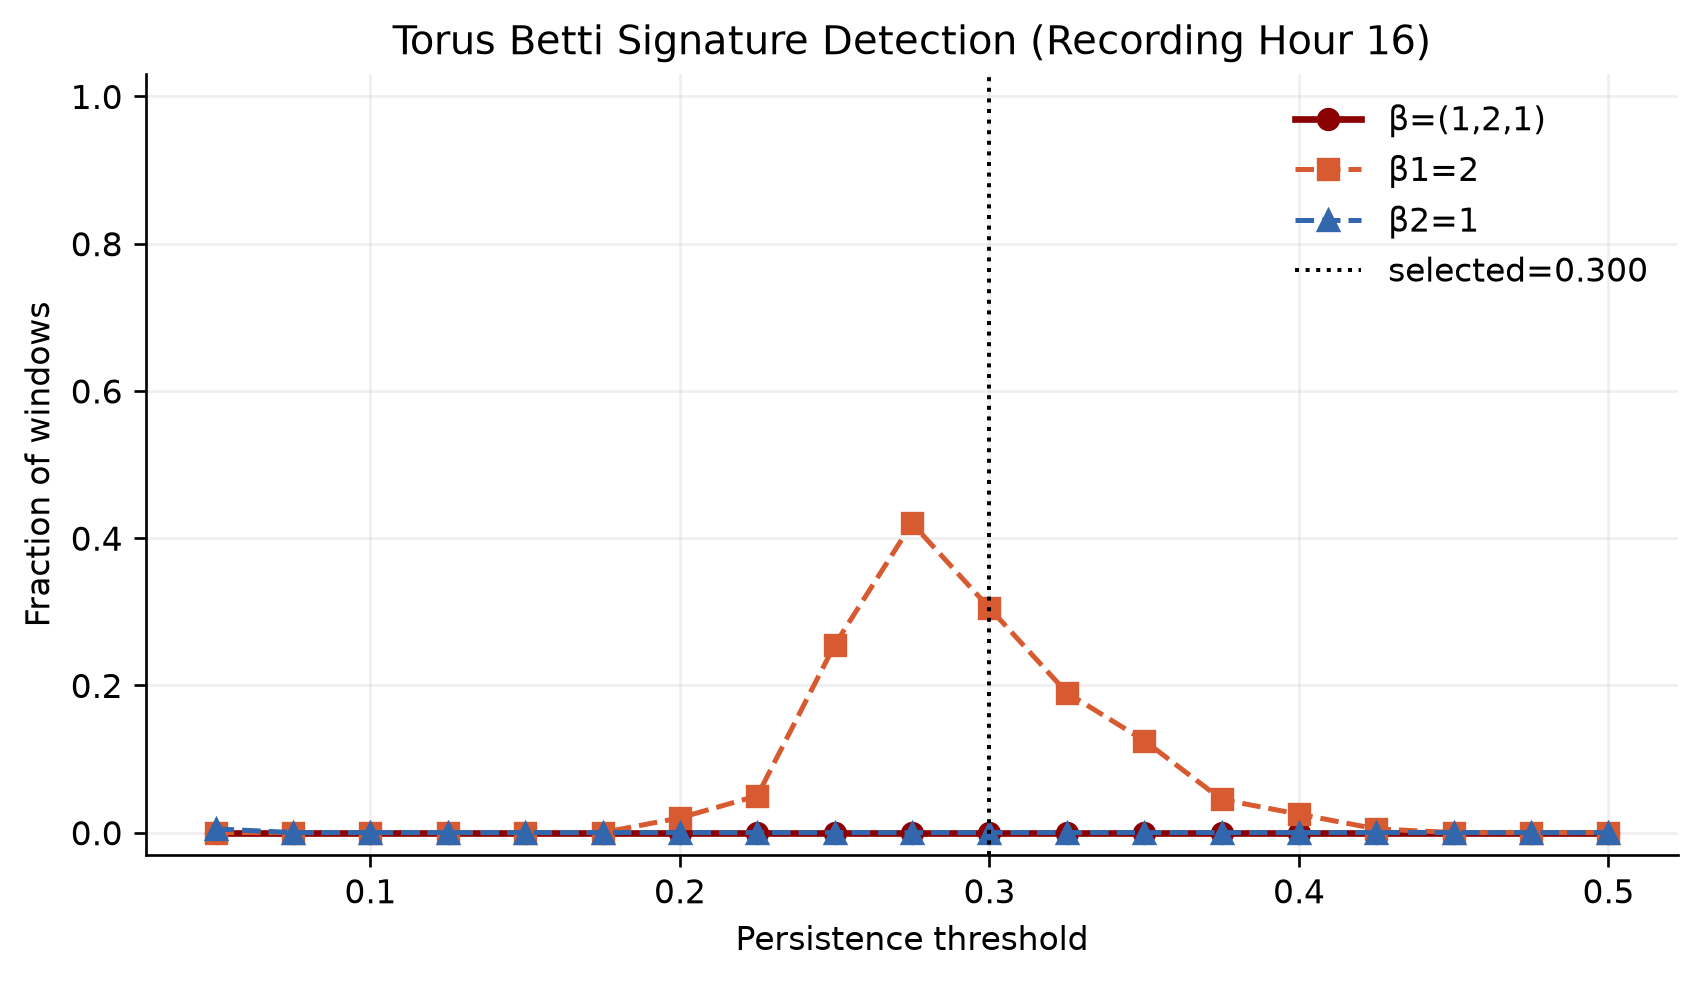 Torus Betti Signature Detection (Recording Hour 16)
β=(1,2,1)
β1=2
β2=1
selected=0.300
Fraction of windows
1.0
0.8
0.6
0.4
0.2
0.0
0.1
0.2
0.3
0.4
0.5
Persistence threshold